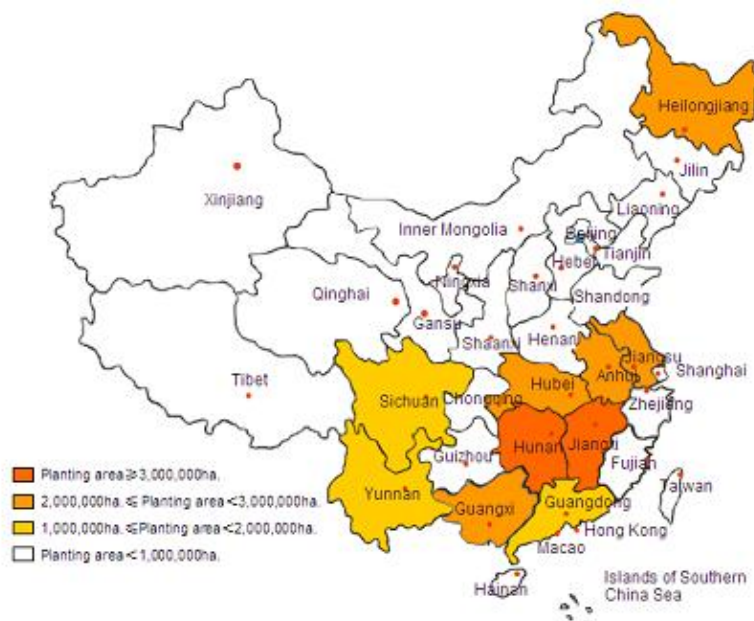 Heilongjiang
Jilin
Liaoning
Xinjiang
Inner Mongolia
Beijing
Tianjin
Hebei
Ningxia
Shanxi
Qinghai
Shandong
Gansu
Shaanxi
Henan
Jiangsu
Shanghai
Anhui
Tibet
Hubei
Sichuan
Chongqing
Zhejiang
Hunan
Jiangxi
Guizhou
Fujian
Planting area≥3,000,000ha.
Taiwan
Yunnan
2,000,000ha.≤Planting area<3,000,000ha.
Guangdong
Guangxi
1,000,000ha.≤Planting area<2,000,000ha.
Hong Kong
Macao
Planting area<1,000,000ha.
Hainan
Islands of Southern
China Sea